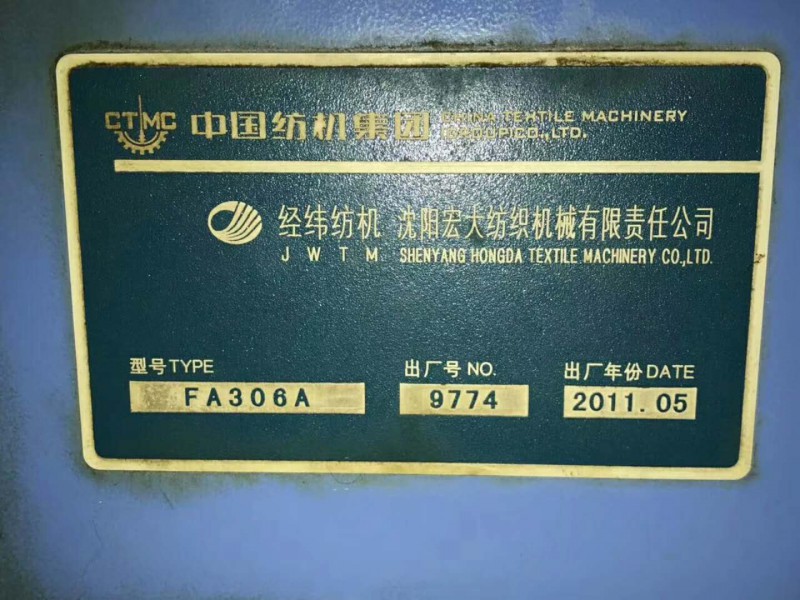 CTMC 中国纺机集团 CHINA TEXTILE MACHINERY
(GROUP)CO.,LTD.
经纬纺机 沈阳宏大纺织机械有限责任公司
JWTM SHENYANG HONGDA TEXTILE MACHINERY CO.,LTD.
型号TYPE 出厂号NO. 出厂年份DATE
FA306A 9774 2011.05